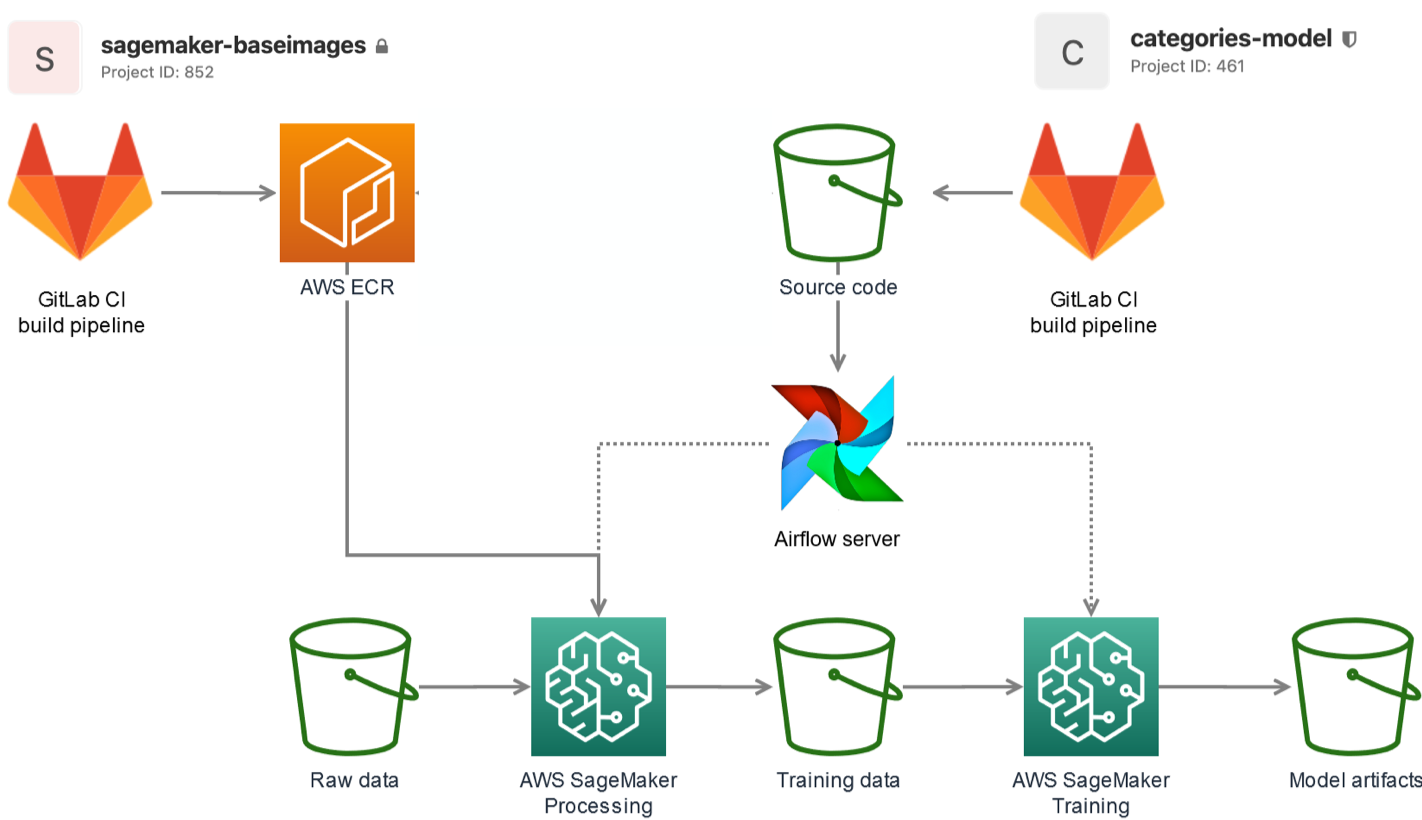 S
sagemaker-baseimages
Project ID: 852
C
categories-model
Project ID: 461
GitLab CI
build pipeline
AWS ECR
Source code
GitLab CI
build pipeline
Airflow server
Raw data
AWS SageMaker
Processing
Training data
AWS SageMaker
Training
Model artifacts